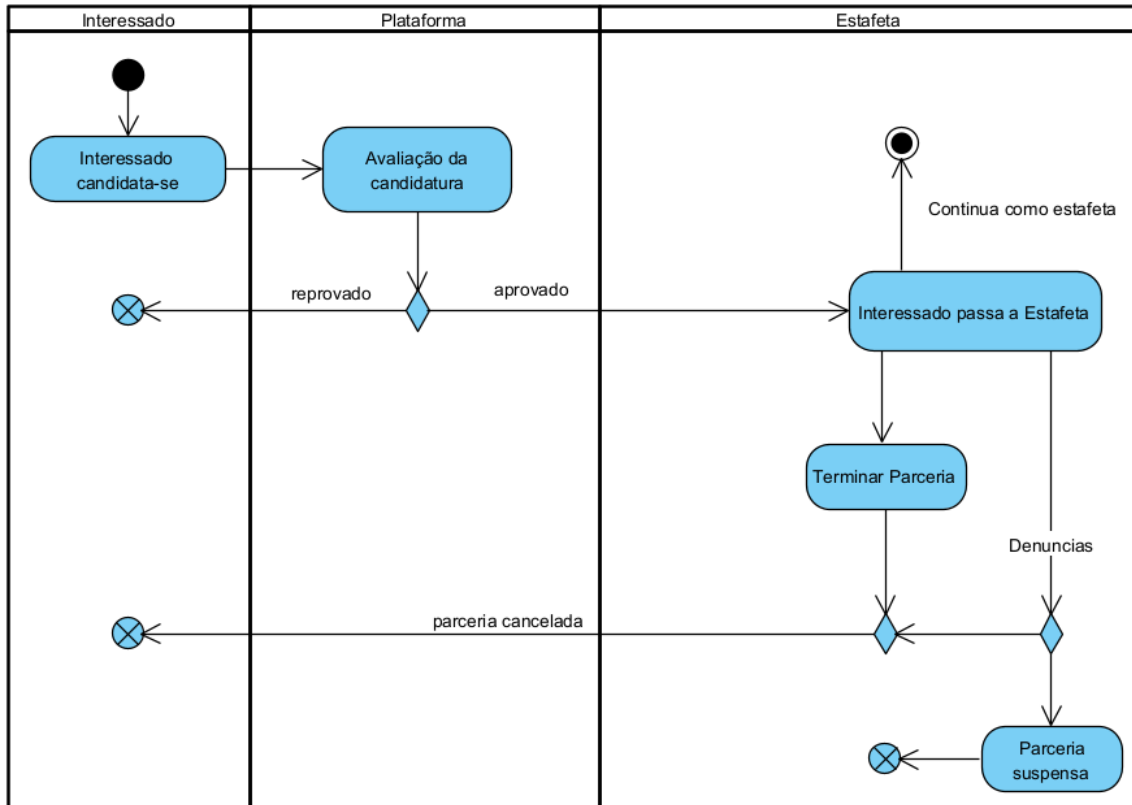 Interessado
Plataforma
Estafeta
Interessado
candidata-se
Avaliação da
candidatura
Continua como estafeta
reprovado
aprovado
Interessado passa a Estafeta
Terminar Parceria
Denuncias
parceria cancelada
Parceria
suspensa